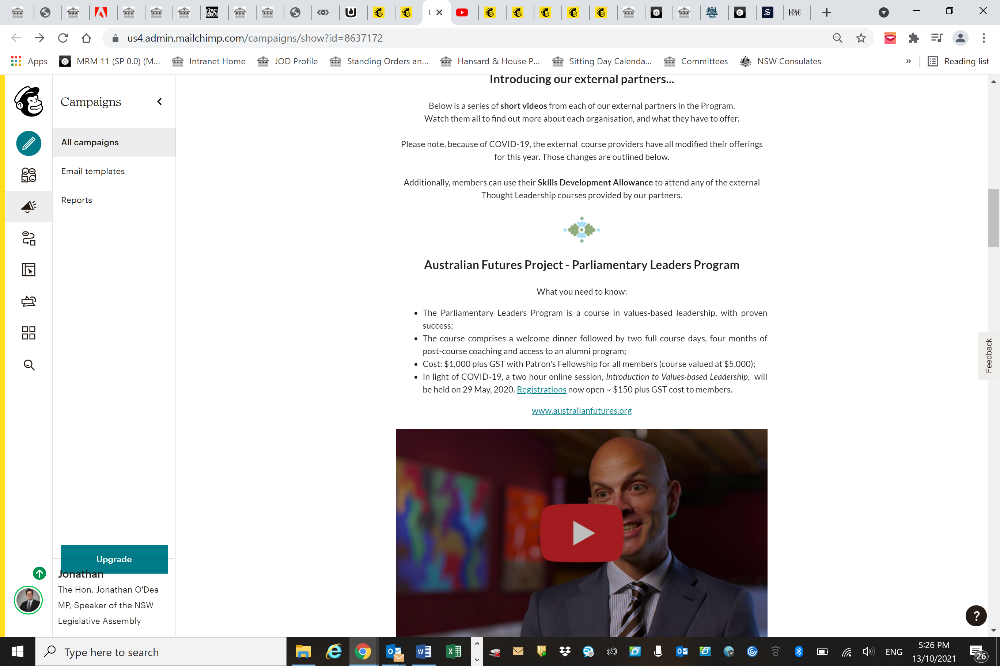 us4.admin.mailchimp.com/campaigns/show?id=8637172
Apps
MRM 11 (SP 0.0) (M...
Intranet Home
JOD Profile
Standing Orders an...
Hansard & House P...
Sitting Day Calenda...
Committees
NSW Consulates
»
Reading list
FLOWER ROOM
NSW
I·C·A·C
Campaigns
All campaigns
Email templates
Reports
Introducing our external partners...
Below is a series of short videos from each of our external partners in the Program.
Watch them all to find out more about each organisation, and what they have to offer.
Please note, because of COVID-19, the external course providers have all modified their offerings
for this year. Those changes are outlined below.
Additionally, members can use their Skills Development Allowance to attend any of the external
Thought Leadership courses provided by our partners.
Australian Futures Project - Parliamentary Leaders Program
What you need to know:
• The Parliamentary Leaders Program is a course in values-based leadership, with proven
success;
• The course comprises a welcome dinner followed by two full course days, four months of
post-course coaching and access to an alumni program;
• Cost: $1,000 plus GST with Patron's Fellowship for all members (course valued at $5,000);
• In light of COVID-19, a two hour online session, Introduction to Values-based Leadership, will
be held on 29 May, 2020. Registrations now open ~ $150 plus GST cost to members.
www.australianfutures.org
Feedback
Upgrade
Jonathan
The Hon. Jonathan O'Dea
MP, Speaker of the NSW
Legislative Assembly
?
Type here to search
ENG
5:26 PM
13/10/2021
26